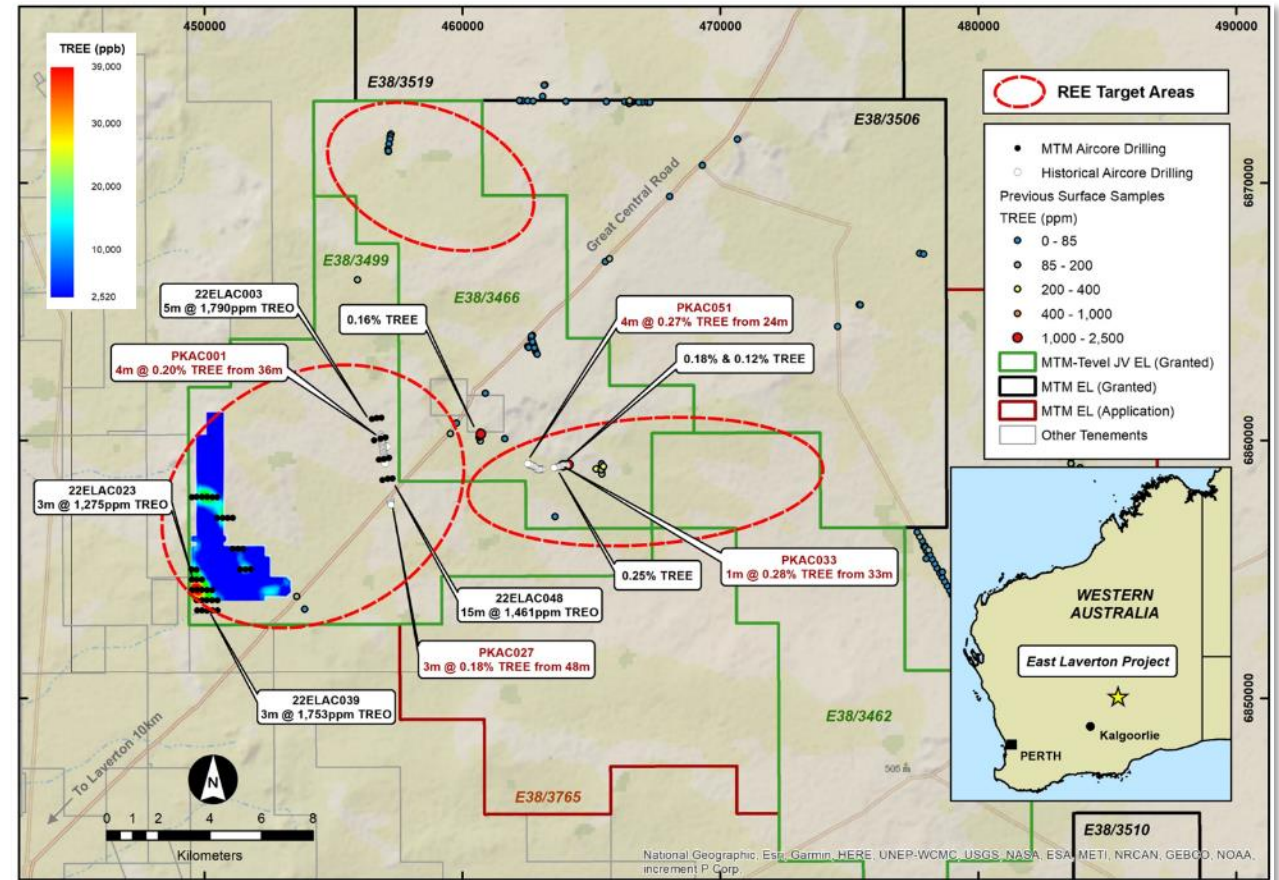 450000
460000
470000
480000
490000
TREE (ppb)
39,000
30,000
20,000
10,000
2,520
E38/3519
E38/3506
REE Target Areas
MTM Aircore Drilling
Historical Aircore Drilling
Previous Surface Samples
TREE (ppm)
0 - 85
85 - 200
200 - 400
400 - 1,000
1,000 - 2,500
MTM-Tevel JV EL (Granted)
MTM EL (Granted)
MTM EL (Application)
Other Tenements
6870000
6860000
6850000
Great Central Road
E38/3499
E38/3466
22ELAC003
5m @ 1,790ppm TREO
0.16% TREE
PKAC051
4m @ 0.27% TREE from 24m
PKAC001
4m @ 0.20% TREE from 36m
0.18% & 0.12% TREE
22ELAC023
3m @ 1,275ppm TREO
PKAC033
1m @ 0.28% TREE from 33m
0.25% TREE
22ELAC048
15m @ 1,461ppm TREO
PKAC027
3m @ 0.18% TREE from 48m
22ELAC039
3m @ 1,753ppm TREO
To Laverton 10km
E38/3462
E38/3765
505 m
E38/3510
WESTERN
AUSTRALIA
East Laverton Project
Kalgoorlie
PERTH
N
0 1 2 4 6 8
Kilometers
National Geographic, Esri, Garmin, HERE, UNEP-WCMC, USGS, NASA, ESA, METI, NRCAN, GEBCO, NOAA,
increment P Corp.